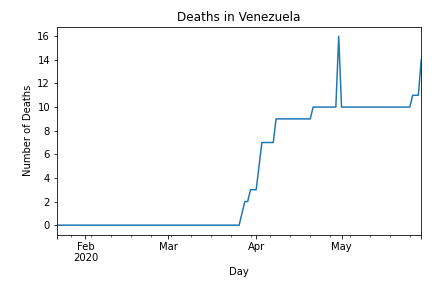 Deaths in Venezuela
Number of Deaths
16
14
12
10
8
6
4
2
0
Feb
2020
Mar
Apr
May
Day